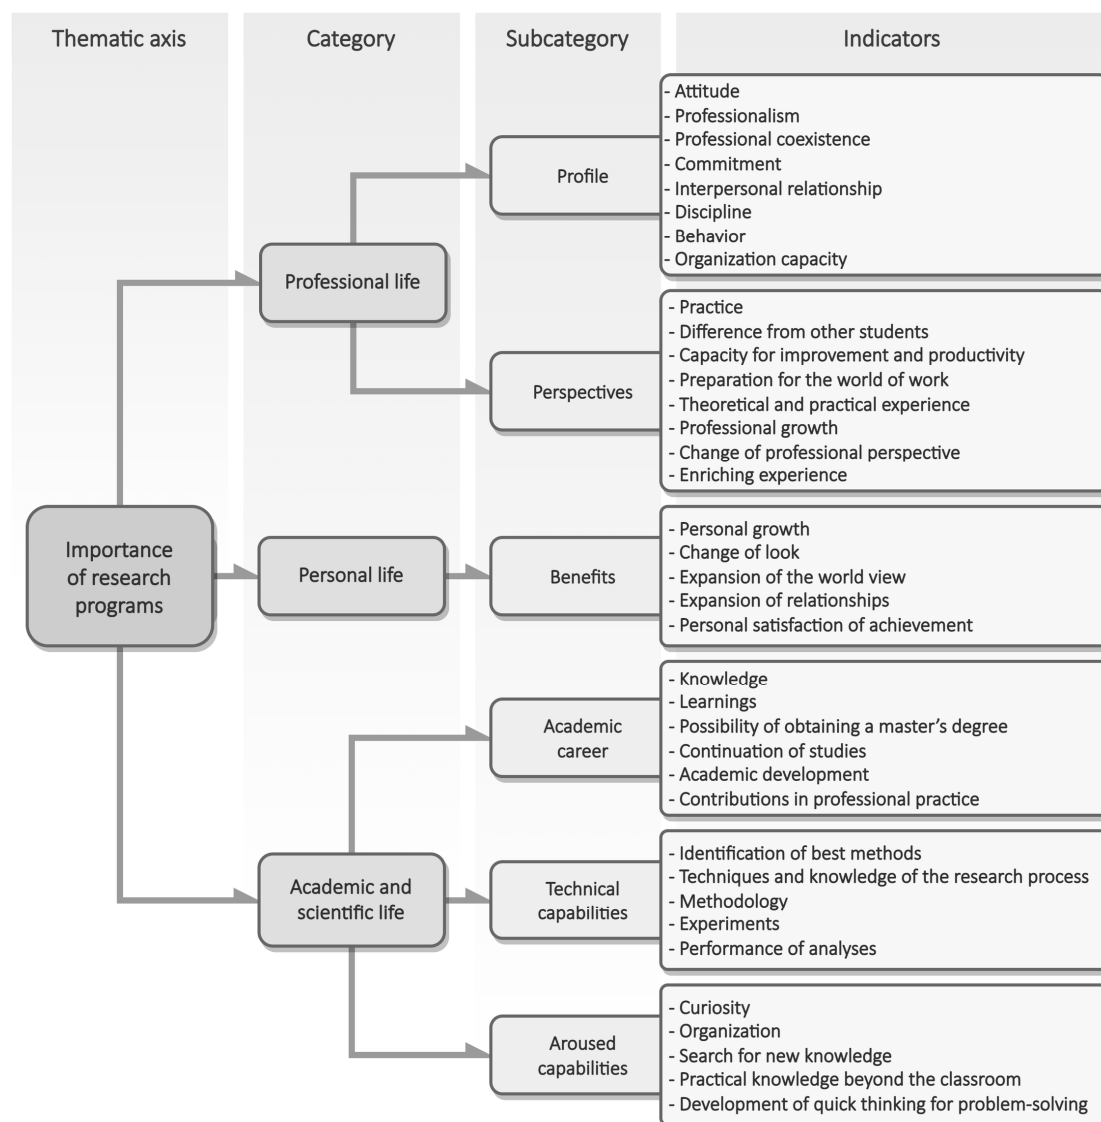 Thematic axis
Category
Subcategory
Indicators
Importance
of research
programs
Professional life
Profile
- Attitude
- Professionalism
- Professional coexistence
- Commitment
- Interpersonal relationship
- Discipline
- Behavior
- Organization capacity
Perspectives
- Practice
- Difference from other students
- Capacity for improvement and productivity
- Preparation for the world of work
- Theoretical and practical experience
- Professional growth
- Change of professional perspective
- Enriching experience
Personal life
Benefits
- Personal growth
- Change of look
- Expansion of the world view
- Expansion of relationships
- Personal satisfaction of achievement
Academic and
scientific life
Academic
career
- Knowledge
- Learnings
- Possibility of obtaining a master’s degree
- Continuation of studies
- Academic development
- Contributions in professional practice
Technical
capabilities
- Identification of best methods
- Techniques and knowledge of the research process
- Methodology
- Experiments
- Performance of analyses
Aroused
capabilities
- Curiosity
- Organization
- Search for new knowledge
- Practical knowledge beyond the classroom
- Development of quick thinking for problem-solving